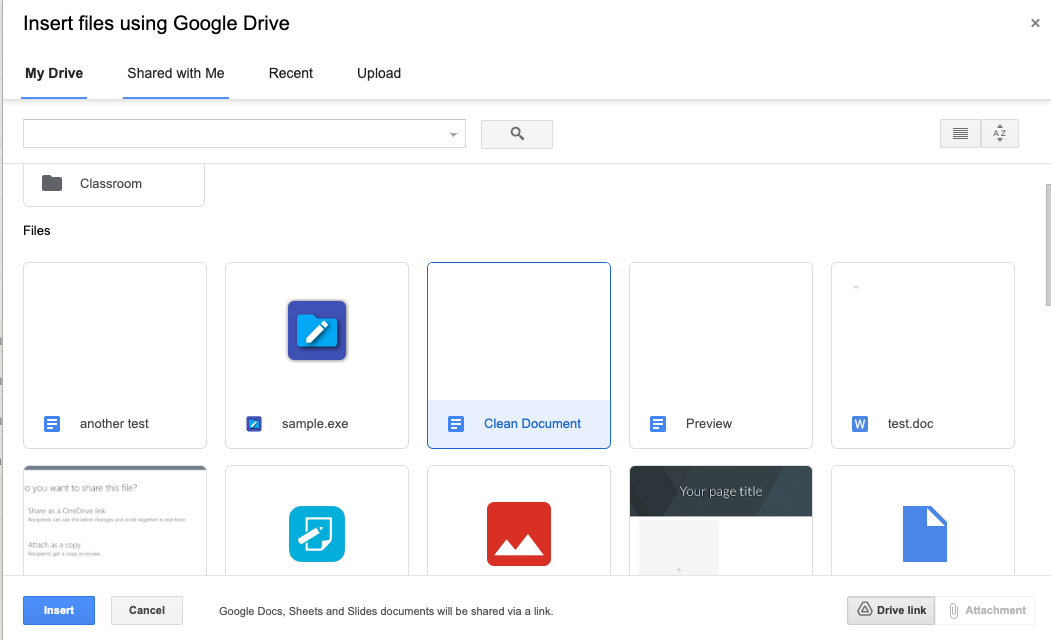 Insert files using Google Drive
My Drive Shared with Me Recent Upload
A Z
Classroom
Files
another test sample.exe Clean Document Preview test.doc
W
o you want to share this file?
Share as a OneDrive link
Recipients can see the latest changes and work together in real time.
Attach as a copy
Recipients get a copy to review.
Your page title
Insert Cancel Google Docs, Sheets and Slides documents will be shared via a link. Drive link Attachment